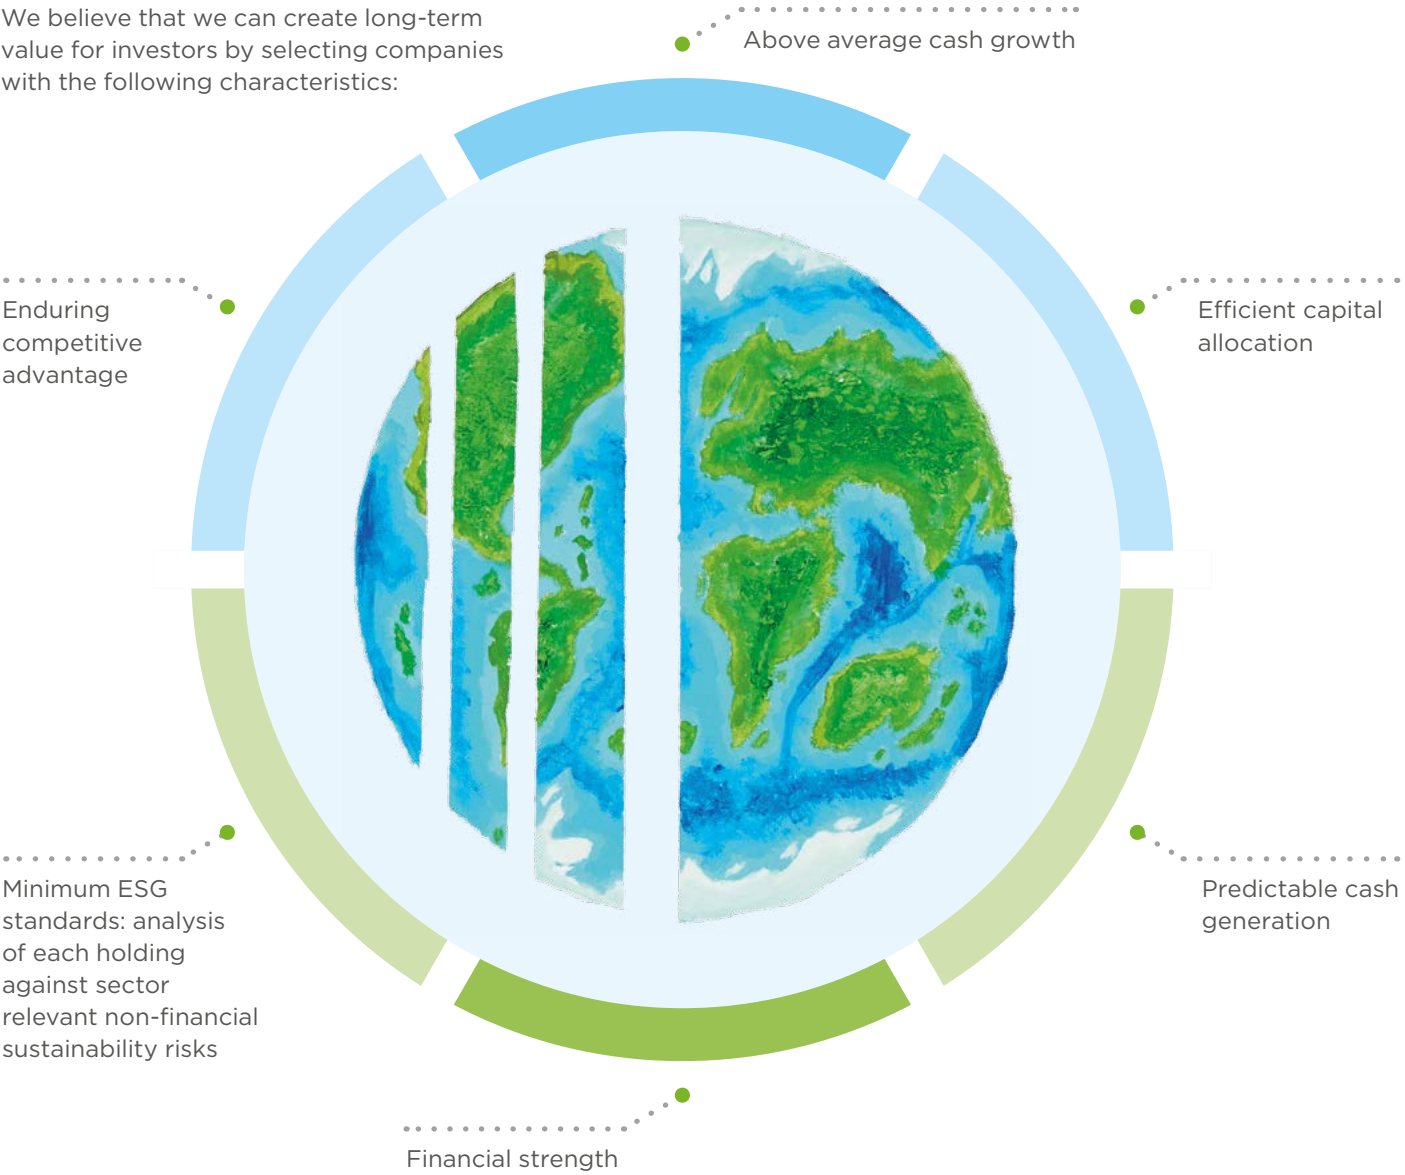 We believe that we can create long-term
value for investors by selecting companies
with the following characteristics:
Above average cash growth
Enduring
competitive
advantage
Efficient capital
allocation
Minimum ESG
standards: analysis
of each holding
against sector
relevant non-financial
sustainability risks
Predictable cash
generation
Financial strength